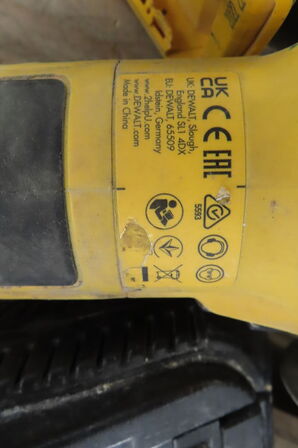 UK
CA
CE EAC
UK: DEWALT, Slough,
England SL1 4DX
EU: DEWALT 65509
Idstein, Germany
www.2helpU.com
www.DEWALT.com
Made in China
5593